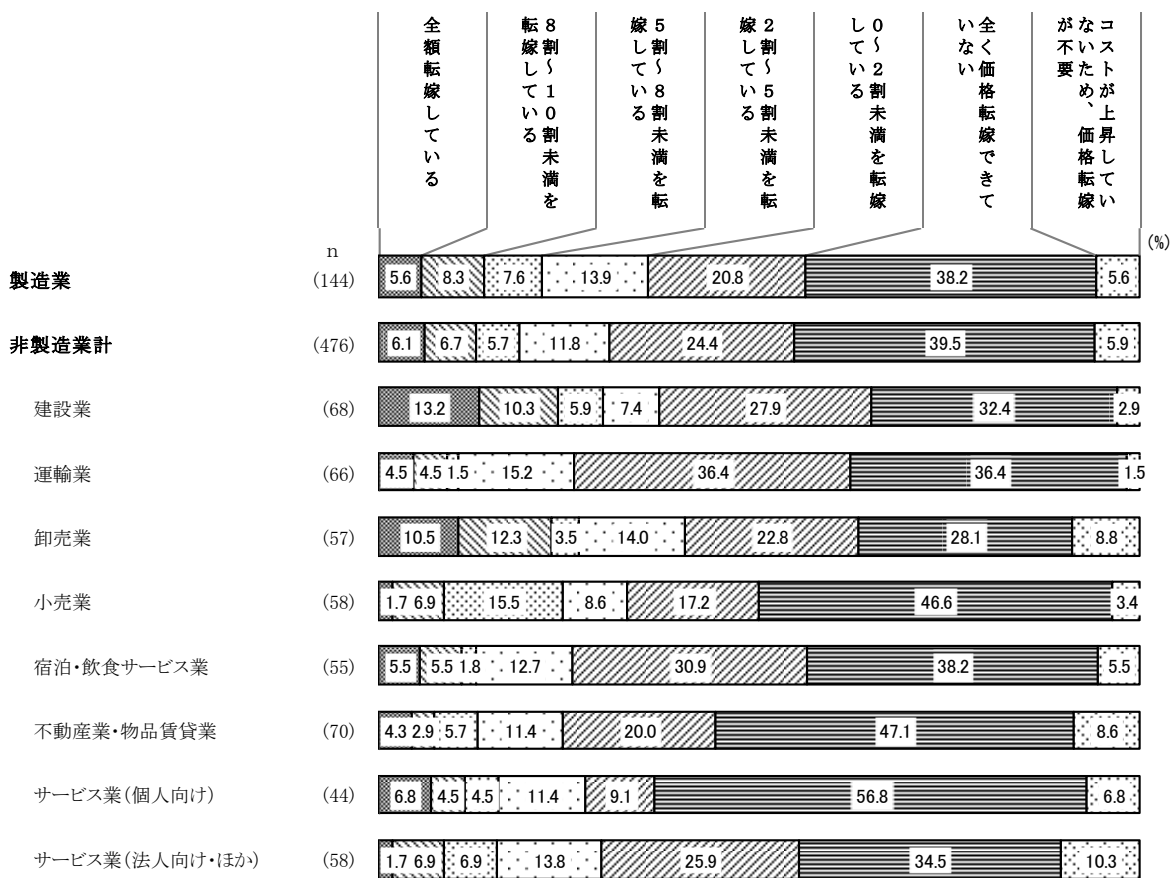 全額転嫁している
8割～10割未満を
転嫁している
5割～8割未満を転
嫁している
2割～5割未満を転
嫁している
0～2割未満を転嫁
している
全く価格転嫁できて
いない
コストが上昇してい
ないため、価格転嫁
が不要
(%)
n
製造業 (144) 5.6 8.3 7.6 13.9 20.8 38.2 5.6
非製造業計 (476) 6.1 6.7 5.7 11.8 24.4 39.5 5.9
建設業 (68) 13.2 10.3 5.9 7.4 27.9 32.4 2.9
運輸業 (66) 4.5 4.5 1.5 15.2 36.4 36.4 1.5
卸売業 (57) 10.5 12.3 3.5 14.0 22.8 28.1 8.8
小売業 (58) 1.7 6.9 15.5 8.6 17.2 46.6 3.4
宿泊・飲食サービス業 (55) 5.5 5.5 1.8 12.7 30.9 38.2 5.5
不動産業・物品賃貸業 (70) 4.3 2.9 5.7 11.4 20.0 47.1 8.6
サービス業(個人向け) (44) 6.8 4.5 4.5 11.4 9.1 56.8 6.8
サービス業(法人向け・ほか) (58) 1.7 6.9 6.9 13.8 25.9 34.5 10.3